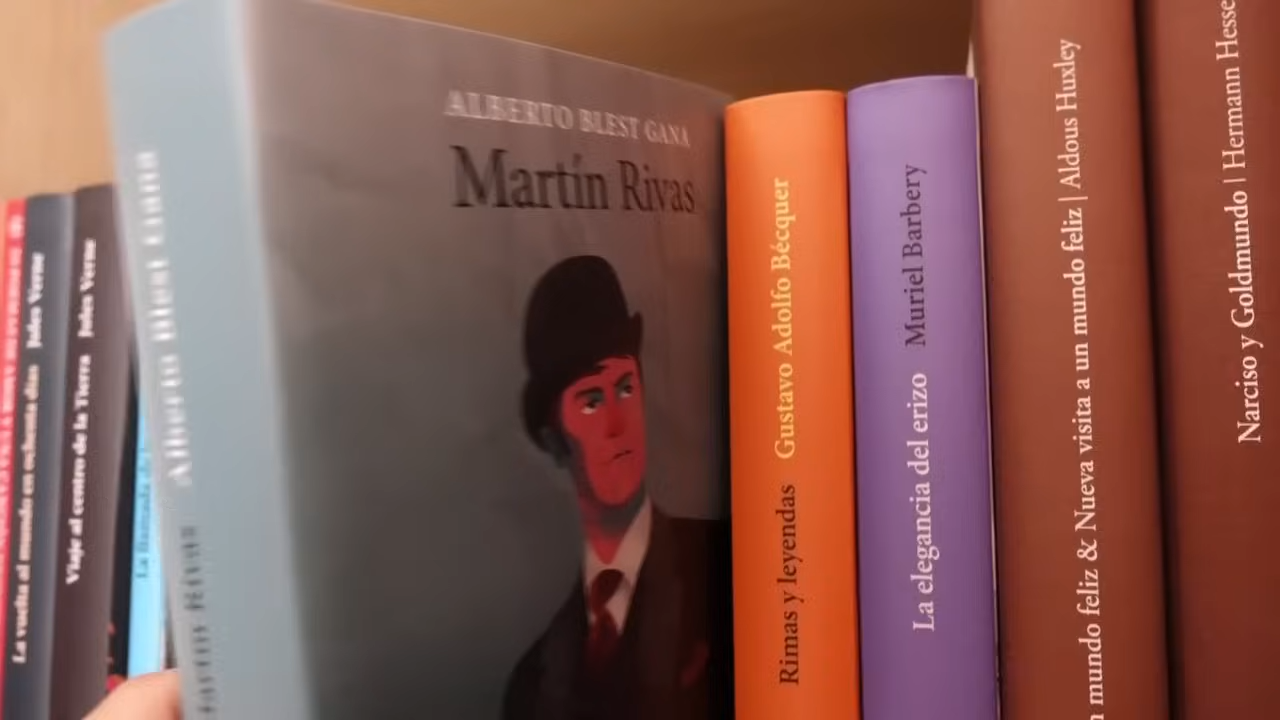 La vuelta al mundo en ochenta días Jules Verne
Viaje al centro de la Tierra Jules Verne
Alberto Blest Gana
Martín Rivas
ALBERTO BLEST GANA
Martín Rivas
Rimas y leyendas Gustavo Adolfo Bécquer
La elegancia del erizo Muriel Barbery
mundo feliz & Nueva visita a un mundo feliz | Aldous Huxley
Narciso y Goldmundo | Hermann Hesse